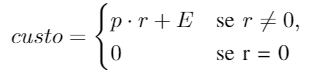 custo = { p · r + E se r ≠ 0,
0 se r = 0